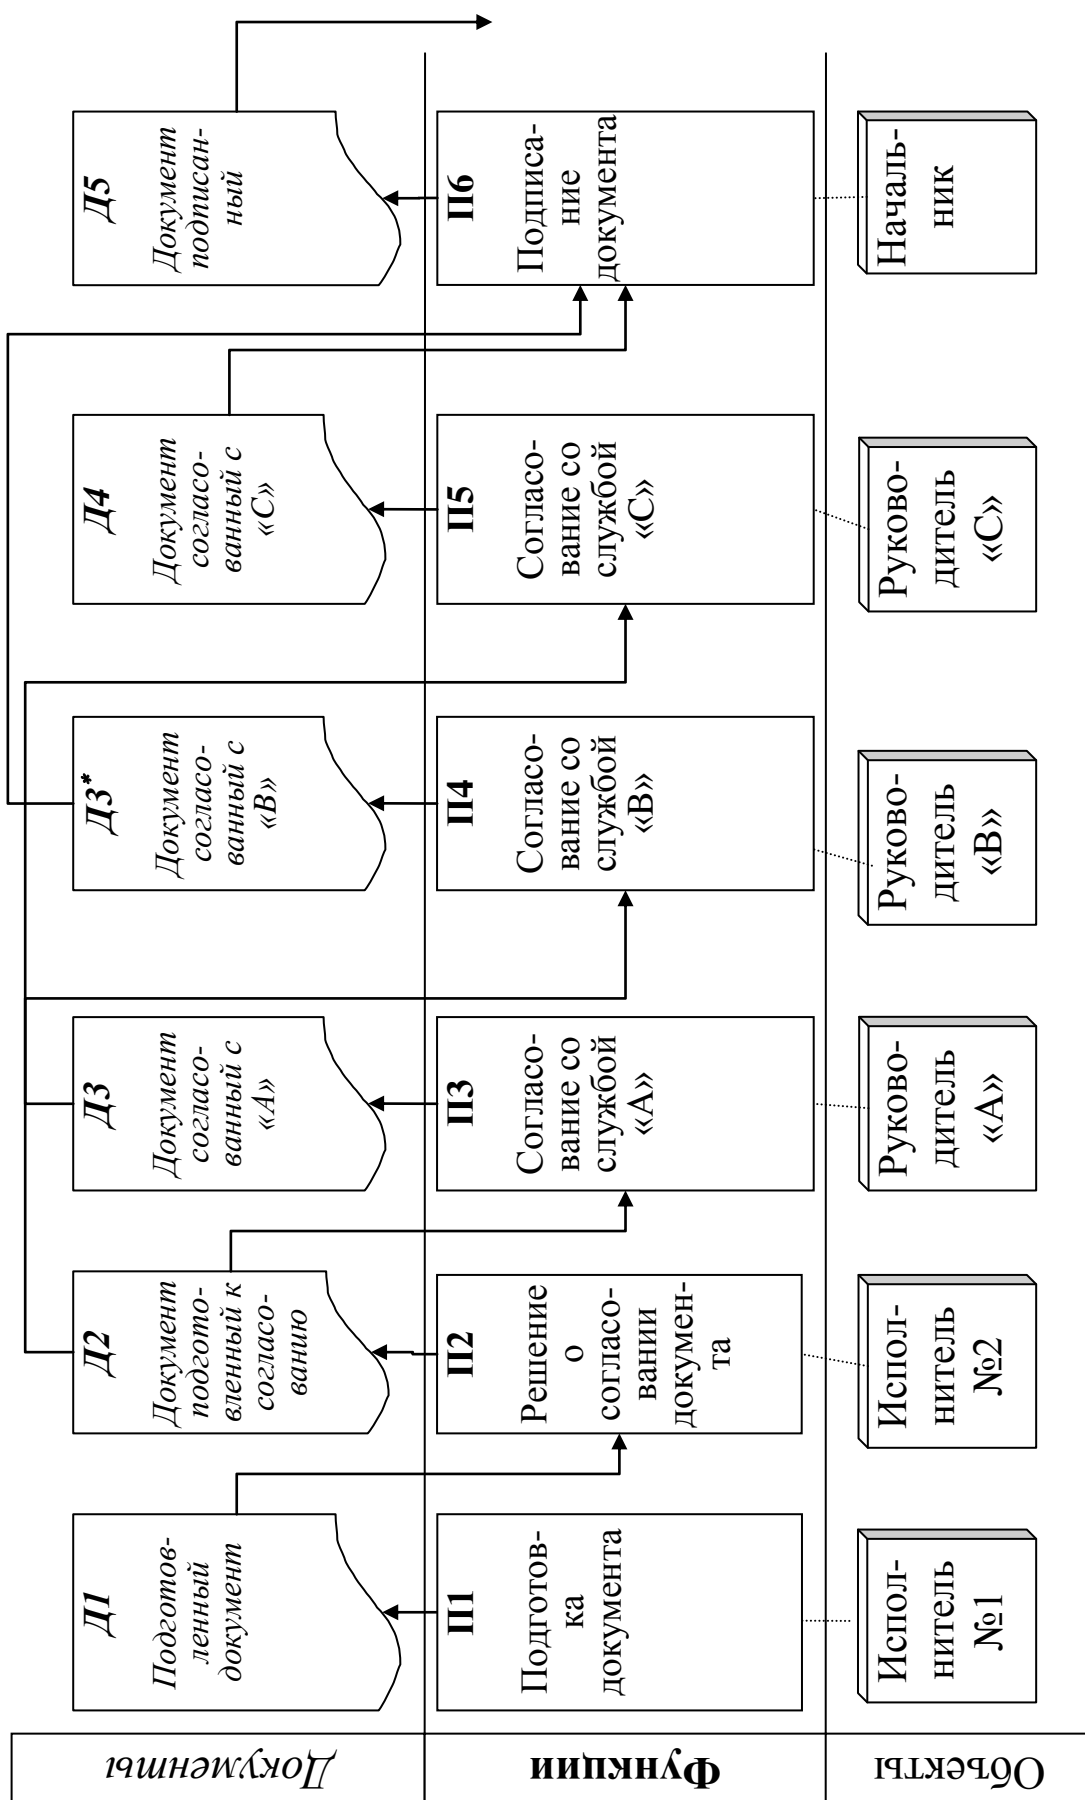 Документы
Д1
Подготов-
ленный
документ
Д2
Документ
подгото-
вленный к
согласо-
ванию
Д3
Документ
согласо-
ванный с
«А»
Д3*
Документ
согласо-
ванный с
«В»
Д4
Документ
согласо-
ванный с
«С»
Д5
Документ
подписан-
ный
Функции
П1
Подготов-
ка
документа
П2
Решение
о
согласо-
вании
докумен-
та
П3
Согласо-
вание со
службой
«А»
П4
Согласо-
вание со
службой
«В»
П5
Согласо-
вание со
службой
«С»
П6
Подписа-
ние
документа
Объекты
Испол-
нитель
№1
Испол-
нитель
№2
Руково-
дитель
«А»
Руково-
дитель
«В»
Руково-
дитель
«С»
Началь-
ник